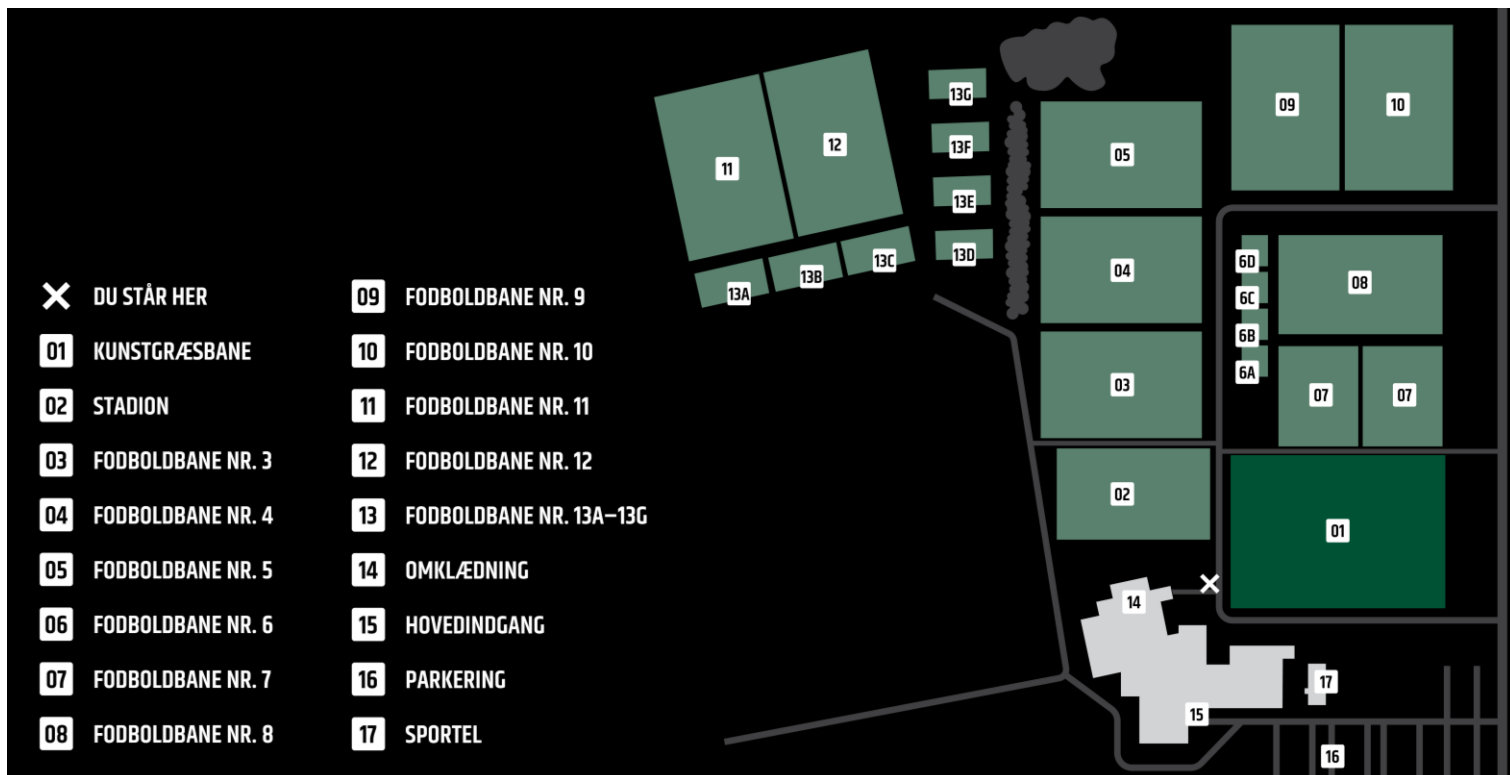 DU STÅR HER
01 KUNSTGRÆSBANE
02 STADION
03 FODBOLDBANE NR. 3
04 FODBOLDBANE NR. 4
05 FODBOLDBANE NR. 5
06 FODBOLDBANE NR. 6
07 FODBOLDBANE NR. 7
08 FODBOLDBANE NR. 8
09 FODBOLDBANE NR. 9
10 FODBOLDBANE NR. 10
11 FODBOLDBANE NR. 11
12 FODBOLDBANE NR. 12
13 FODBOLDBANE NR. 13A–13G
14 OMKLÆDNING
15 HOVEDINDGANG
16 PARKERING
17 SPORTEL
11
12
13A
13B
13C
13G
13F
13E
13D
05
04
03
02
09
10
6D
6C
6B
6A
08
07
07
01
14
15
17
16